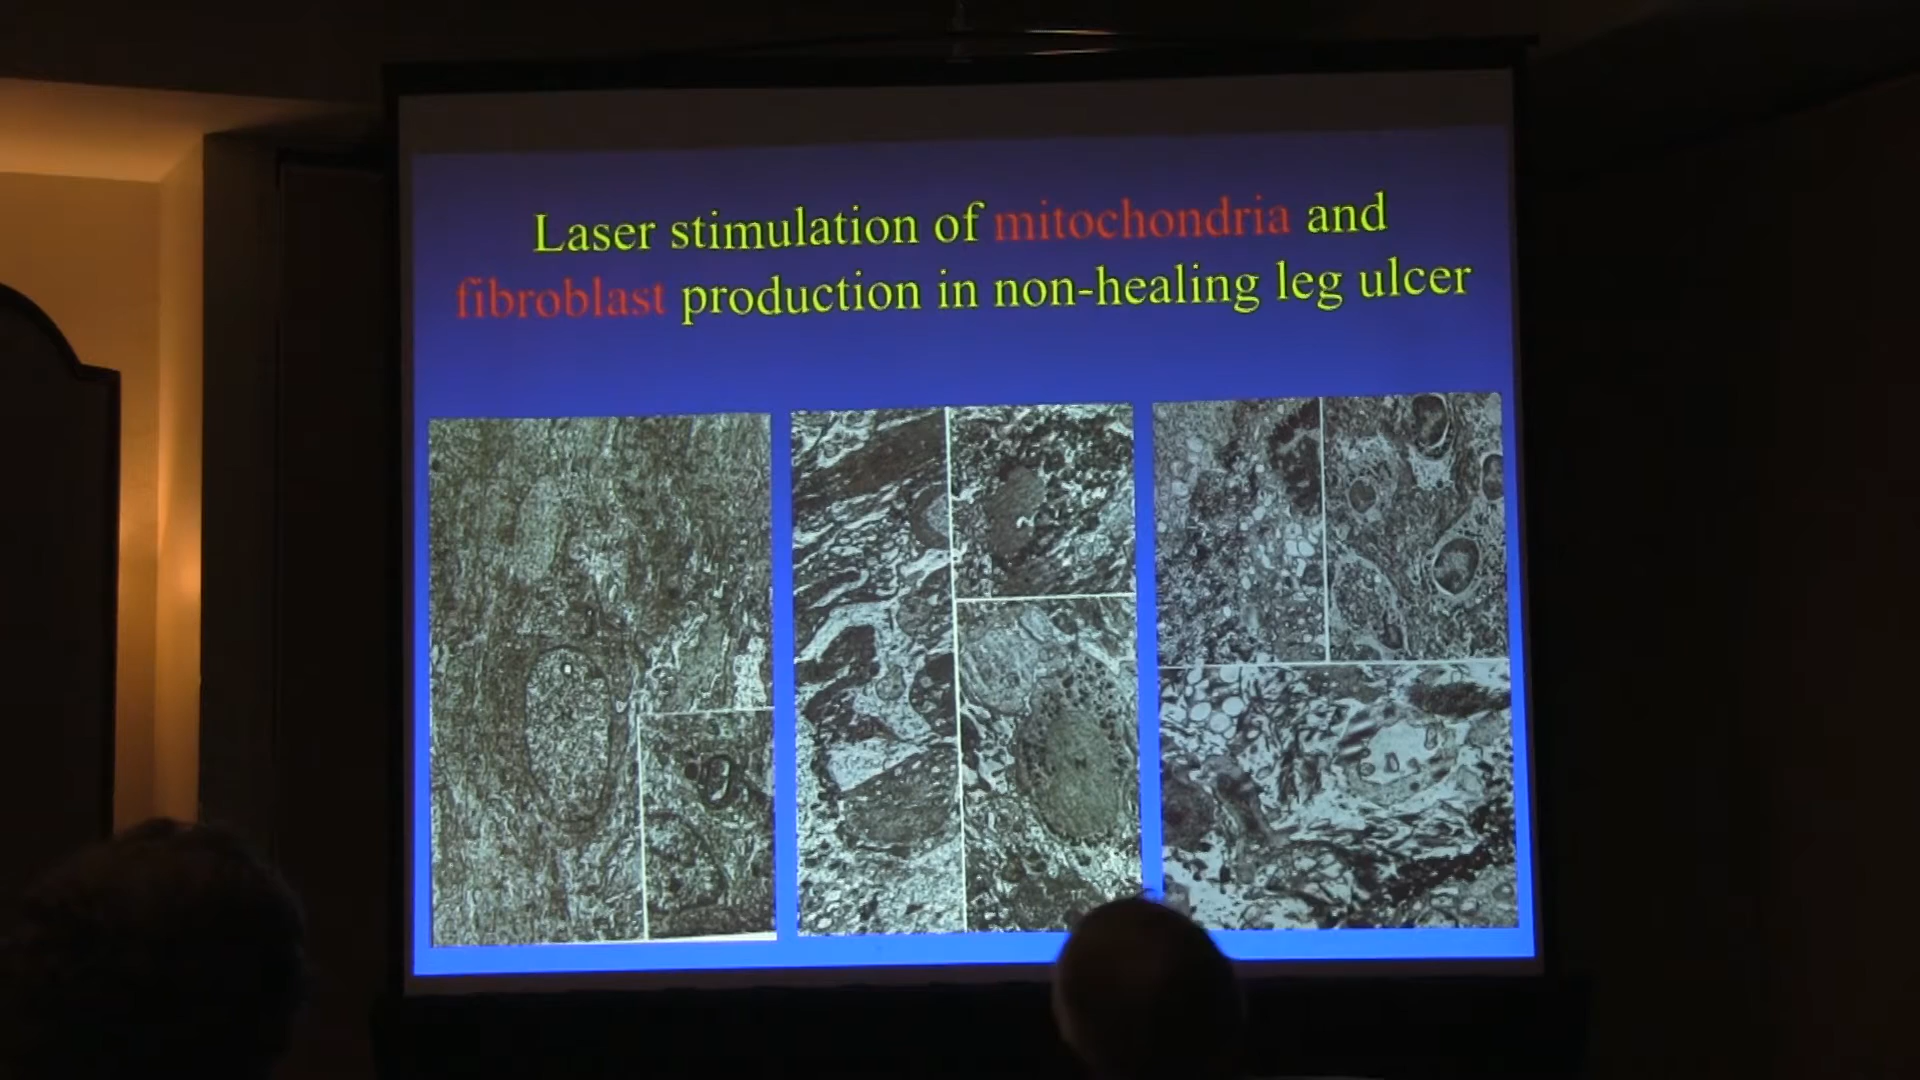 Laser stimulation of mitochondria and
fibroblast production in non-healing leg ulcer